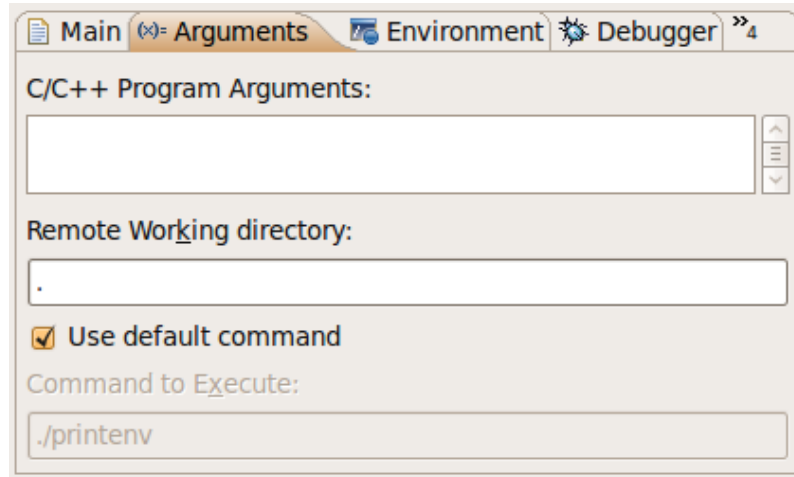 Main (x)= Arguments Environment Debugger »4
C/C++ Program Arguments:
Remote Working directory:
.
Use default command
Command to Execute:
./printenv